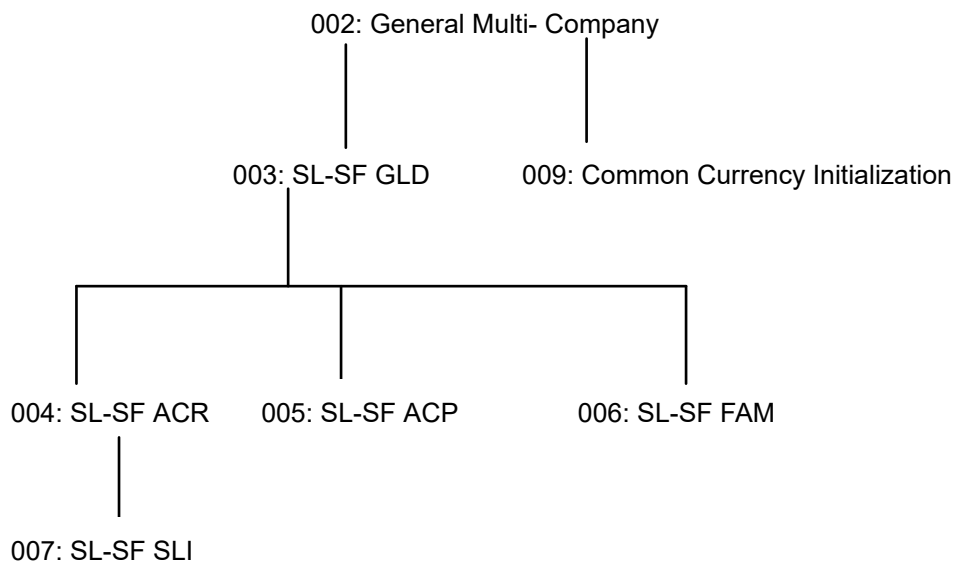 002: General Multi- Company
003: SL-SF GLD
009: Common Currency Initialization
004: SL-SF ACR
005: SL-SF ACP
006: SL-SF FAM
007: SL-SF SLI